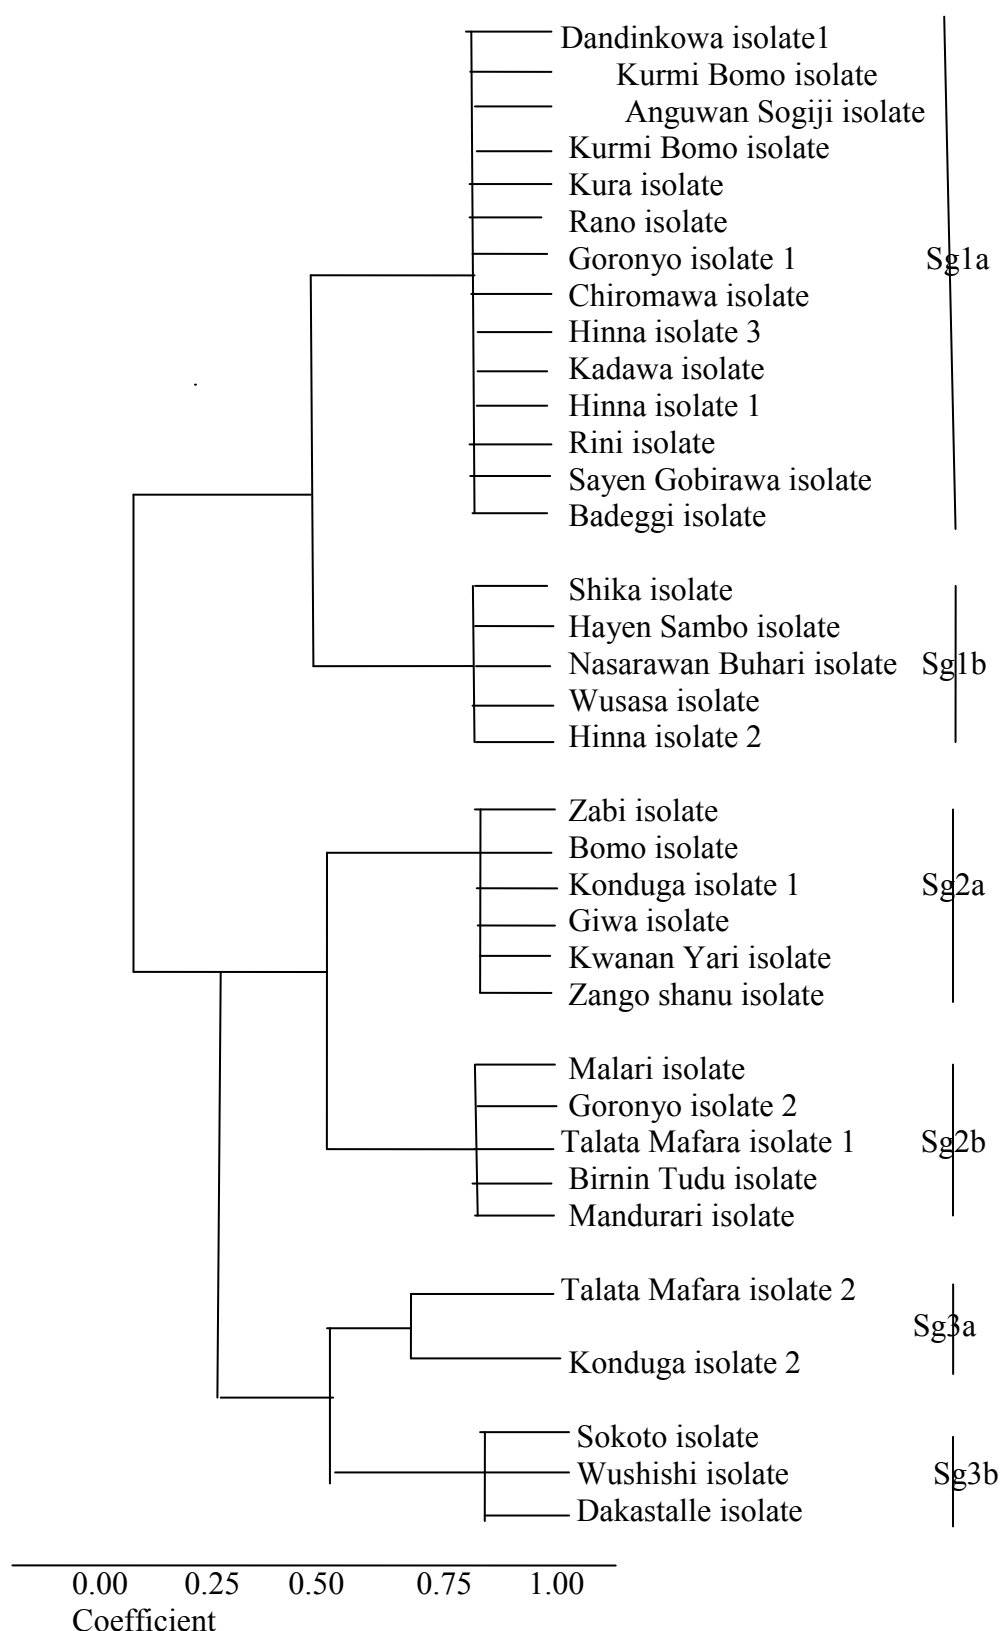 Dandinkowa isolate1
Kurmi Bomo isolate
Anguwan Sogiji isolate
Kurmi Bomo isolate
Kura isolate
Rano isolate
Goronyo isolate 1 Sg1a
Chiromawa isolate
Hinna isolate 3
Kadawa isolate
Hinna isolate 1
Rini isolate
Sayen Gobirawa isolate
Badeggi isolate
Shika isolate
Hayen Sambo isolate
Nasarawan Buhari isolate Sg1b
Wusasa isolate
Hinna isolate 2
Zabi isolate
Bomo isolate
Konduga isolate 1 Sg2a
Giwa isolate
Kwanan Yari isolate
Zango shanu isolate
Malari isolate
Goronyo isolate 2
Talata Mafara isolate 1 Sg2b
Birnin Tudu isolate
Mandurari isolate
Talata Mafara isolate 2
Sg3a
Konduga isolate 2
Sokoto isolate
Wushishi isolate Sg3b
Dakastalle isolate
0.00 0.25 0.50 0.75 1.00
Coefficient